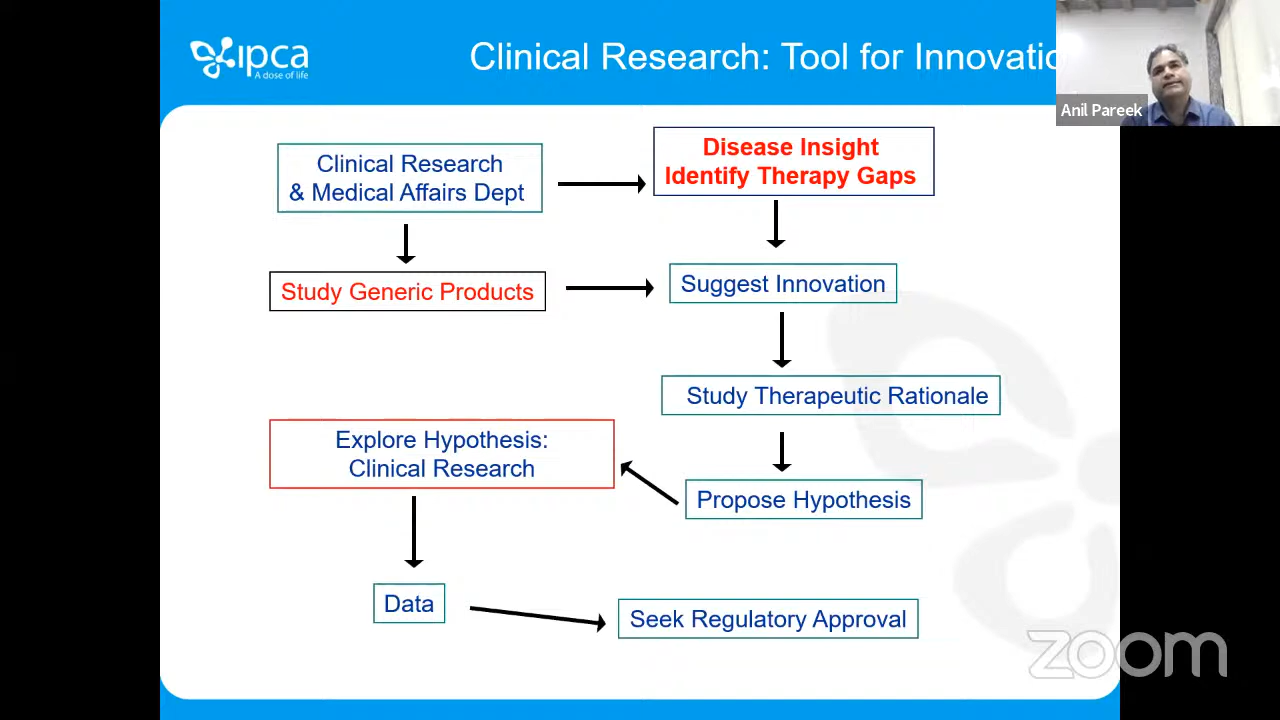 ipca
A dose of life
Clinical Research: Tool for Innovatio
Anil Pareek
Clinical Research
& Medical Affairs Dept
Disease Insight
Identify Therapy Gaps
Study Generic Products
Suggest Innovation
Study Therapeutic Rationale
Explore Hypothesis:
Clinical Research
Propose Hypothesis
Data
Seek Regulatory Approval
zoom